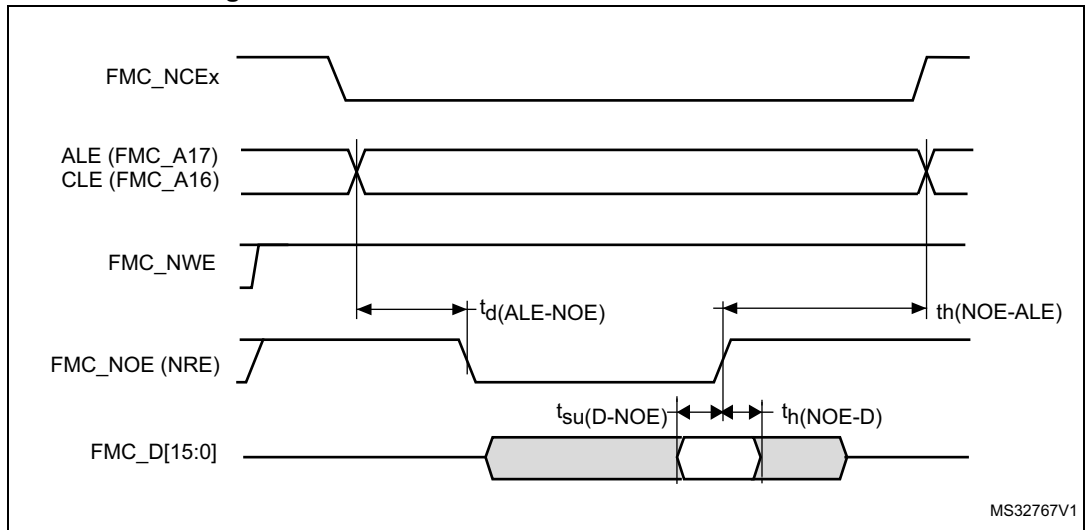 FMC_NCEx
ALE (FMC_A17)
CLE (FMC_A16)
FMC_NWE
td(ALE-NOE)
th(NOE-ALE)
FMC_NOE (NRE)
tsu(D-NOE)
th(NOE-D)
FMC_D[15:0]
MS32767V1